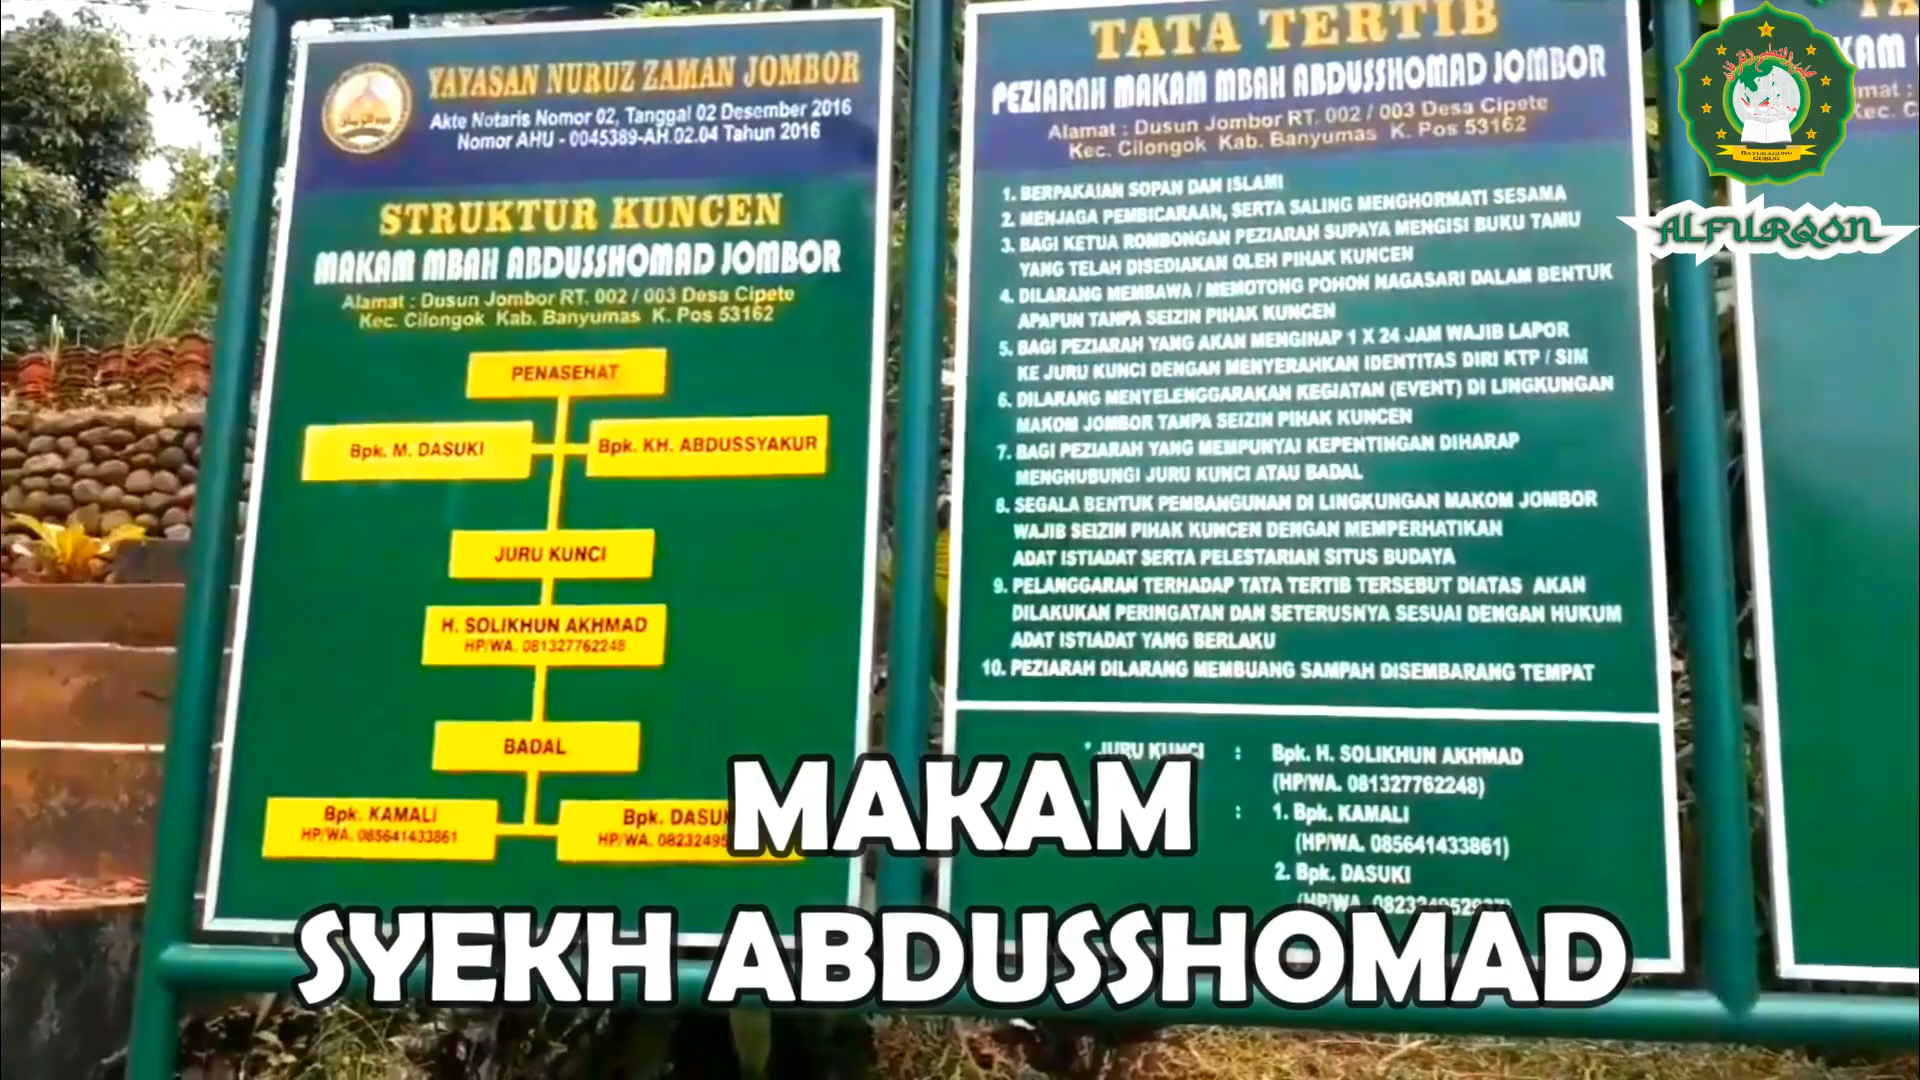 YAYASAN NURUZ ZAMAN JOMBOR
Akte Notaris Nomor 02, Tanggal 02 Desember 2016
Nomor AHU - 0045389-AH.02.04 Tahun 2016
STRUKTUR KUNCEN
MAKAM MBAH ABDUSSHOMAD JOMBOR
Alamat : Dusun Jombor RT. 002 / 003 Desa Cipete
Kec. Cilongok Kab. Banyumas K. Pos 53162
PENASEHAT
Bpk. M. DASUKI
Bpk. KH. ABDUSSYAKUR
JURU KUNCI
H. SOLIKHUN AKHMAD
HP/WA. 081327762248
BADAL
Bpk. KAMALI
HP/WA. 085641433861
Bpk.
HP/WA.
TATA TERTIB
PEZIARAH MAKAM MBAH ABDUSSHOMAD JOMBOR
Alamat : Dusun Jombor RT. 002 / 003 Desa Cipete
Kec. Cilongok Kab. Banyumas K. Pos 53162
1. BERPAKAIAN SOPAN DAN ISLAMI
2. MENJAGA PEMBICARAAN, SERTA SALING MENGHORMATI SESAMA
3. BAGI KETUA ROMBONGAN PEZIARAH SUPAYA MENGISI BUKU TAMU
YANG TELAH DISEDIAKAN OLEH PIHAK KUNCEN
4. DILARANG MEMBAWA / MEMOTONG POHON NAGASARI DALAM BENTUK
APAPUN TANPA SEIZIN PIHAK KUNCEN
5. BAGI PEZIARAH YANG AKAN MENGINAP 1 X 24 JAM WAJIB LAPOR
KE JURU KUNCI DENGAN MENYERAHKAN IDENTITAS DIRI KTP / SIM
6. DILARANG MENYELENGGARAKAN KEGIATAN (EVENT) DI LINGKUNGAN
MAKOM JOMBOR TANPA SEIZIN PIHAK KUNCEN
7. BAGI PEZIARAH YANG MEMPUNYAI KEPENTINGAN DIHARAP
MENGHUBUNGI JURU KUNCI ATAU BADAL
8. SEGALA BENTUK PEMBANGUNAN DI LINGKUNGAN MAKOM JOMBOR
WAJIB SEIZIN PIHAK KUNCEN DENGAN MEMPERHATIKAN
ADAT ISTIADAT SERTA PELESTARIAN SITUS BUDAYA
9. PELANGGARAN TERHADAP TATA TERTIB TERSEBUT DIATAS AKAN
DILAKUKAN PERINGATAN DAN SETERUSNYA SESUAI DENGAN HUKUM
ADAT ISTIADAT YANG BERLAKU
10. PEZIARAH DILARANG MEMBUANG SAMPAH DISEMBARANG TEMPAT
JURU KUNCI : Bpk. H. SOLIKHUN AKHMAD
(HP/WA. 081327762248)
: 1. Bpk. KAMALI
(HP/WA. 085641433861)
2. Bpk. DASUKI
(HP/WA.
BATURAGUNG
GUBUG
ALFURQON
MAKAM
SYEKH ABDUSSHOMAD